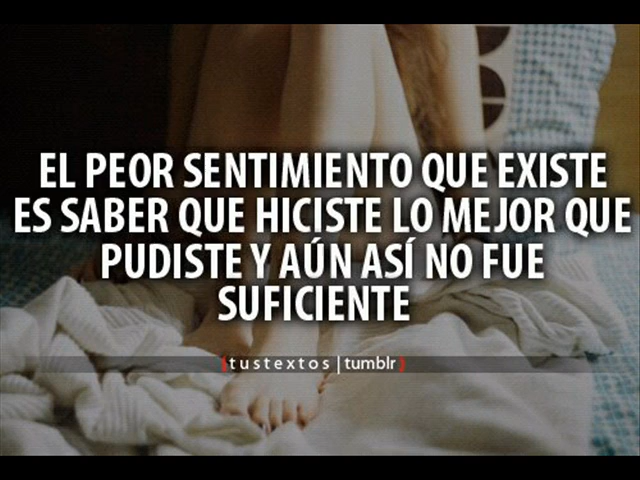 EL PEOR SENTIMIENTO QUE EXISTE
ES SABER QUE HICISTE LO MEJOR QUE
PUDISTE Y AÚN ASÍ NO FUE
SUFICIENTE
{tustextos|tumblr}